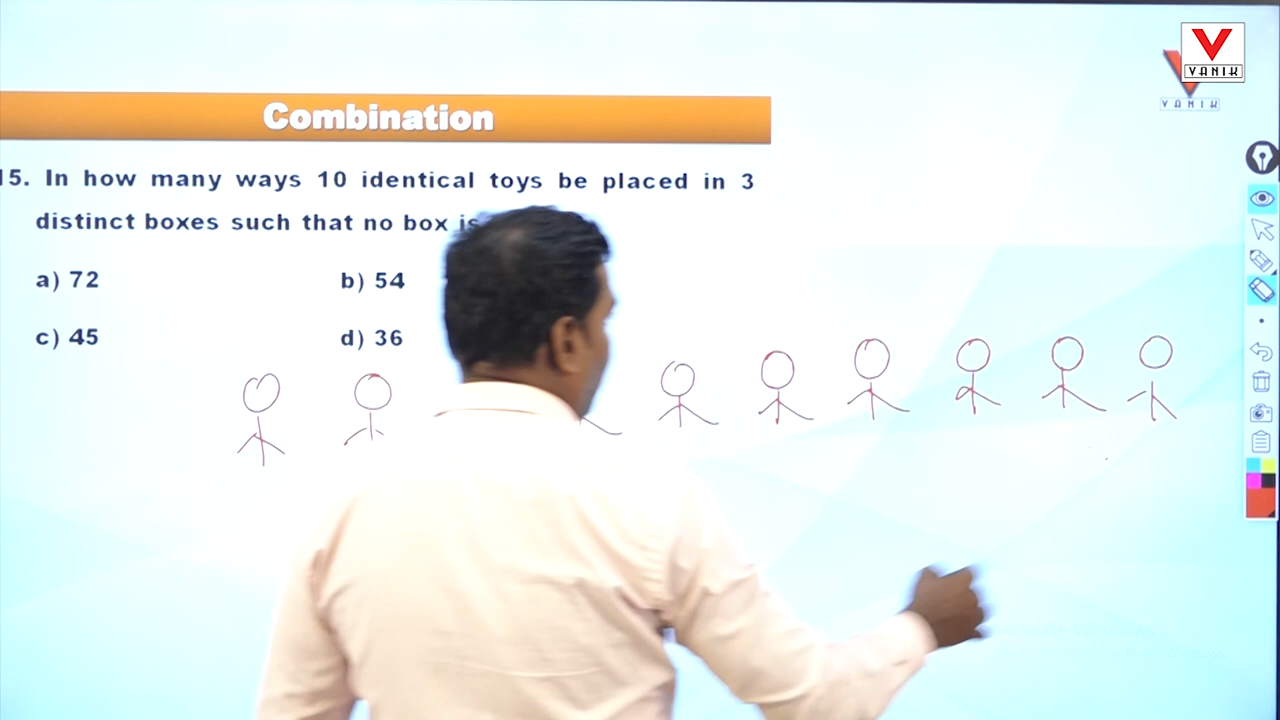 VANIK
VANIK
Combination
15. In how many ways 10 identical toys be placed in 3
distinct boxes such that no box is
a) 72
b) 54
c) 45
d) 36